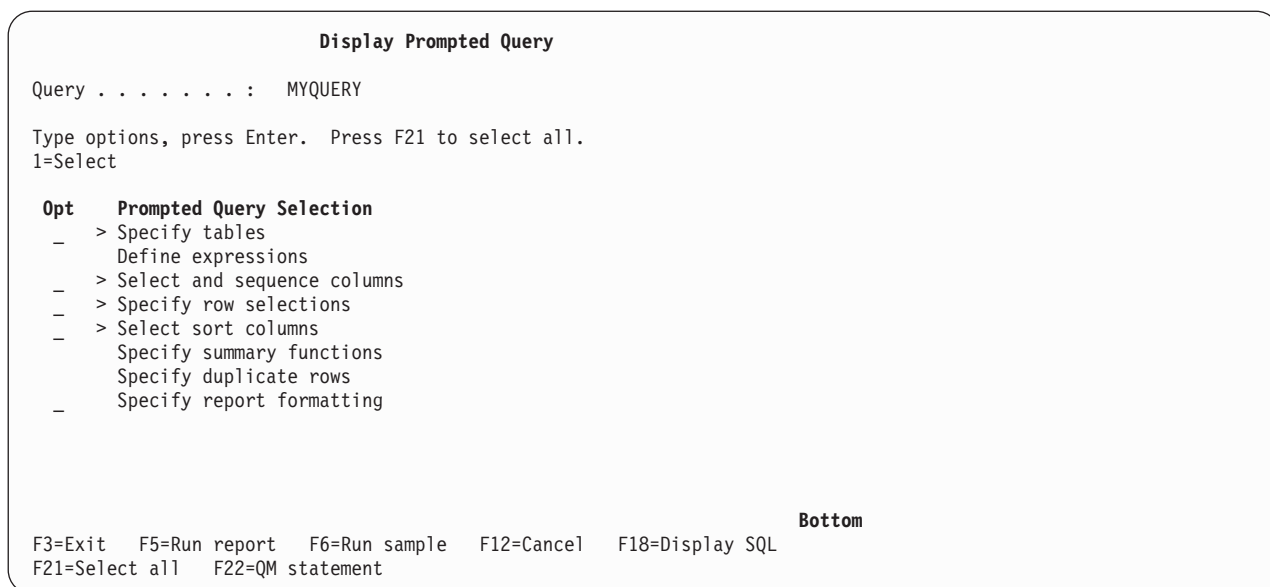 Display Prompted Query
Query . . . . . . . :   MYQUERY
Type options, press Enter.  Press F21 to select all.
1=Select
Opt    Prompted Query Selection
_   > Specify tables
Define expressions
_   > Select and sequence columns
_   > Specify row selections
_   > Select sort columns
Specify summary functions
Specify duplicate rows
_     Specify report formatting
Bottom
F3=Exit   F5=Run report   F6=Run sample   F12=Cancel   F18=Display SQL
F21=Select all   F22=QM statement